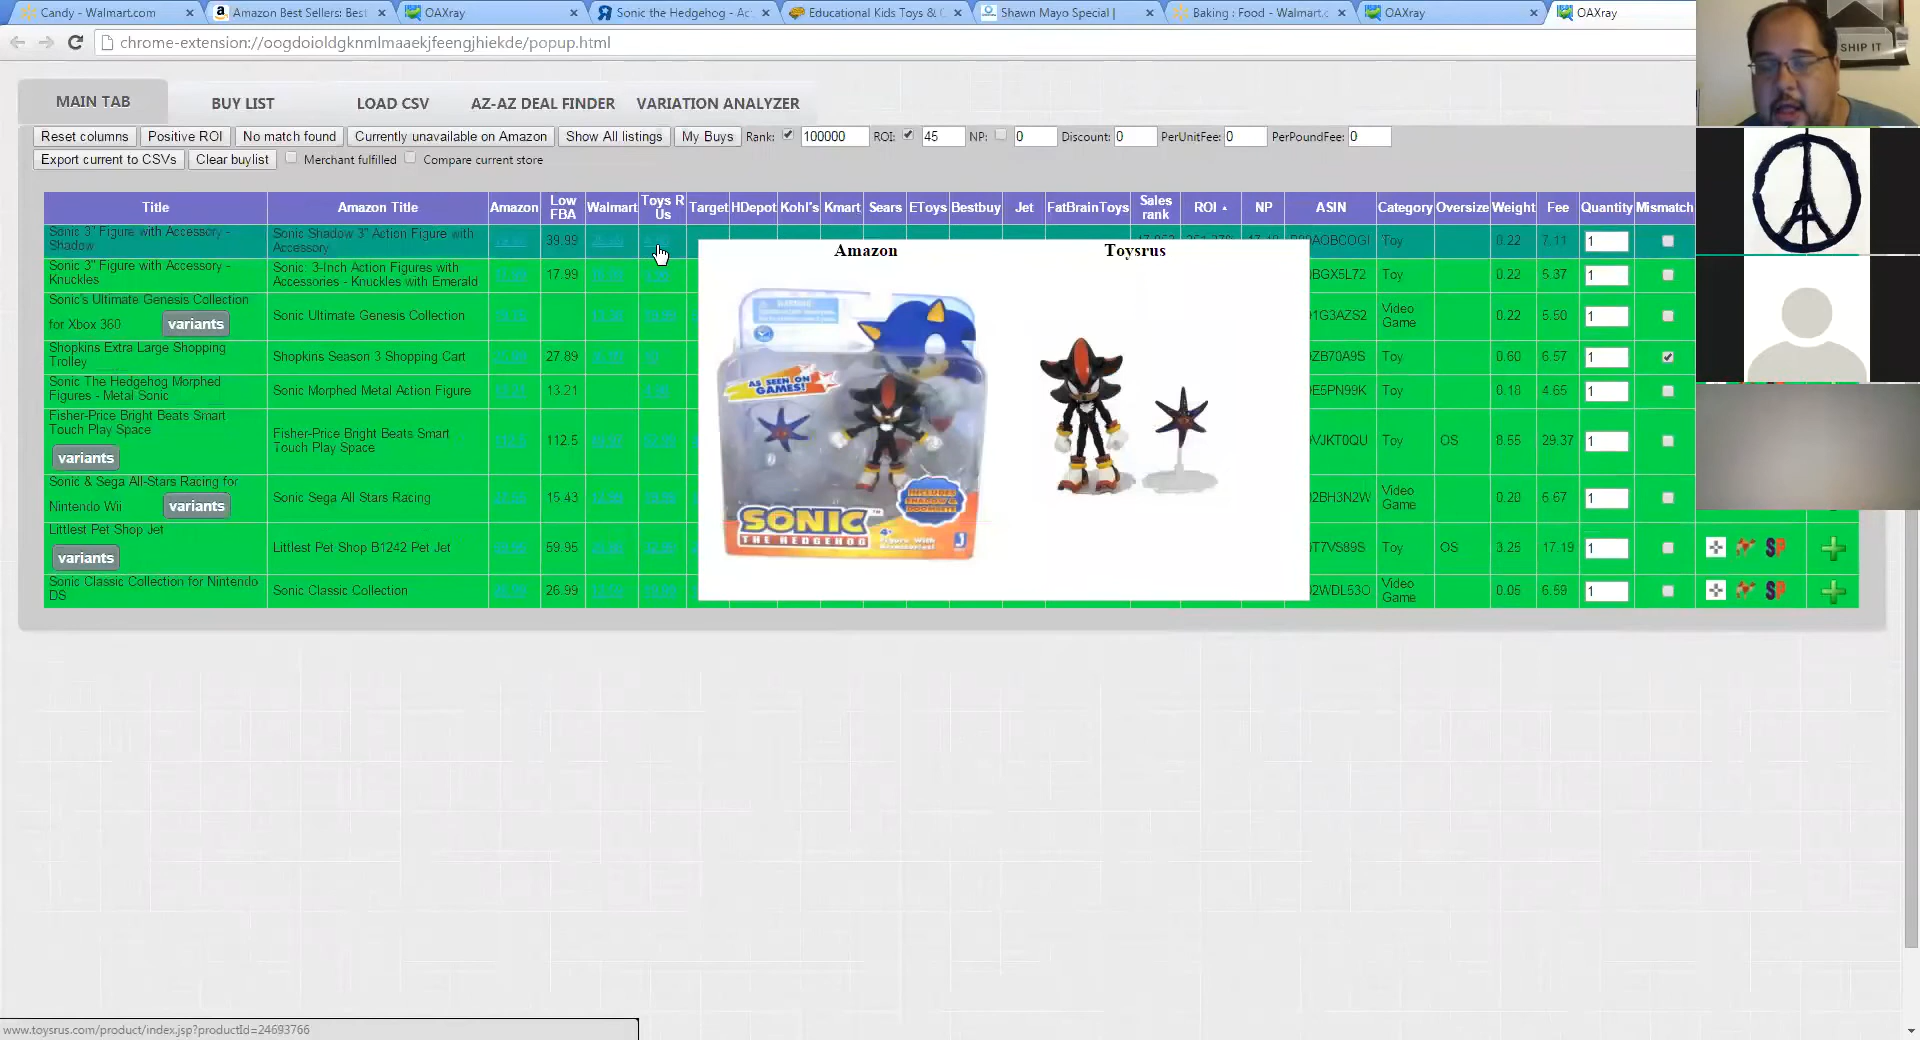 Candy - Walmart.com
Amazon Best Sellers: Best
OAXray
Sonic the Hedgehog - Ac
Educational Kids Toys &
Shawn Mayo Special |
Baking : Food - Walmart.c
OAXray
OAXray
chrome-extension://oogdoioldgknmlmaaekjfeengjhiekde/popup.html
SHIP IT
MAIN TAB
BUY LIST
LOAD CSV
AZ-AZ DEAL FINDER
VARIATION ANALYZER
Reset columns
Positive ROI
No match found
Currently unavailable on Amazon
Show All listings
My Buys
Rank: 100000
ROI: 45
NP: 0
Discount: 0
PerUnitFee: 0
PerPoundFee: 0
Export current to CSVs
Clear buylist
Merchant fulfilled
Compare current store
Title Amazon Title Amazon Low FBA Walmart Toys R Us Target HDepot Kohl's Kmart Sears EToys Bestbuy Jet FatBrainToys Sales rank ROI NP ASIN Category Oversize Weight Fee Quantity Mismatch
Sonic 3" Figure with Accessory - Shadow Sonic Shadow 3" Action Figure with Accessory 39.99 Toy 0.22 7.11 1
Sonic 3" Figure with Accessory - Knuckles Sonic: 3-Inch Action Figures with Accessories - Knuckles with Emerald 17.99 BGX5L72 Toy 0.22 5.37 1
Sonic's Ultimate Genesis Collection for Xbox 360 variants Sonic Ultimate Genesis Collection 1G3AZS2 Video Game 0.22 5.50 1
Shopkins Extra Large Shopping Trolley Shopkins Season 3 Shopping Cart 27.89 ZB70A9S Toy 0.60 6.57 1
Sonic The Hedgehog Morphed Figures - Metal Sonic Sonic Morphed Metal Action Figure 13.21 E5PN99K Toy 0.18 4.65 1
Fisher-Price Bright Beats Smart Touch Play Space variants Fisher-Price Bright Beats Smart Touch Play Space 112.5 VJKT0QU Toy OS 8.55 29.37 1
Sonic & Sega All-Stars Racing for Nintendo Wii variants Sonic Sega All Stars Racing 15.43 2BH3N2W Video Game 0.20 6.67 1
Littlest Pet Shop Jet variants Littlest Pet Shop B1242 Pet Jet 59.95 T7VS89S Toy OS 3.25 17.19 1
Sonic Classic Collection for Nintendo DS Sonic Classic Collection 26.99 2WDL53O Video Game 0.05 6.59 1
Amazon
Toysrus
AS SEEN ON GAMES!
SONIC
THE HEDGEHOG
www.toysrus.com/product/index.jsp?productId=24693766